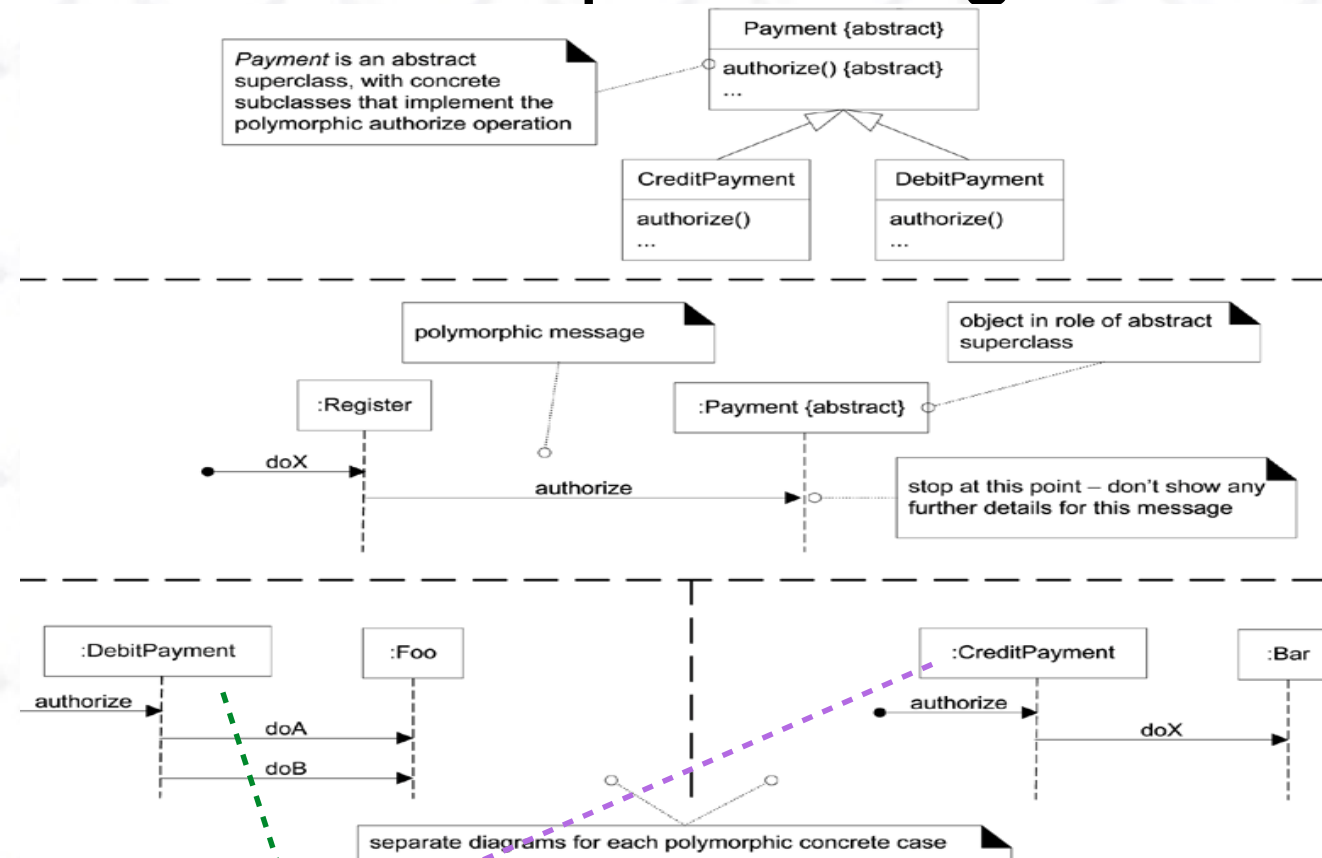 Payment {abstract}
authorize() {abstract}
...
Payment is an abstract
superclass, with concrete
subclasses that implement the
polymorphic authorize operation
CreditPayment
authorize()
...
DebitPayment
authorize()
...
polymorphic message
object in role of abstract
superclass
:Register
:Payment {abstract}
doX
authorize
stop at this point – don't show any
further details for this message
:DebitPayment
:Foo
authorize
doA
doB
:CreditPayment
:Bar
authorize
doX
separate diagrams for each polymorphic concrete case